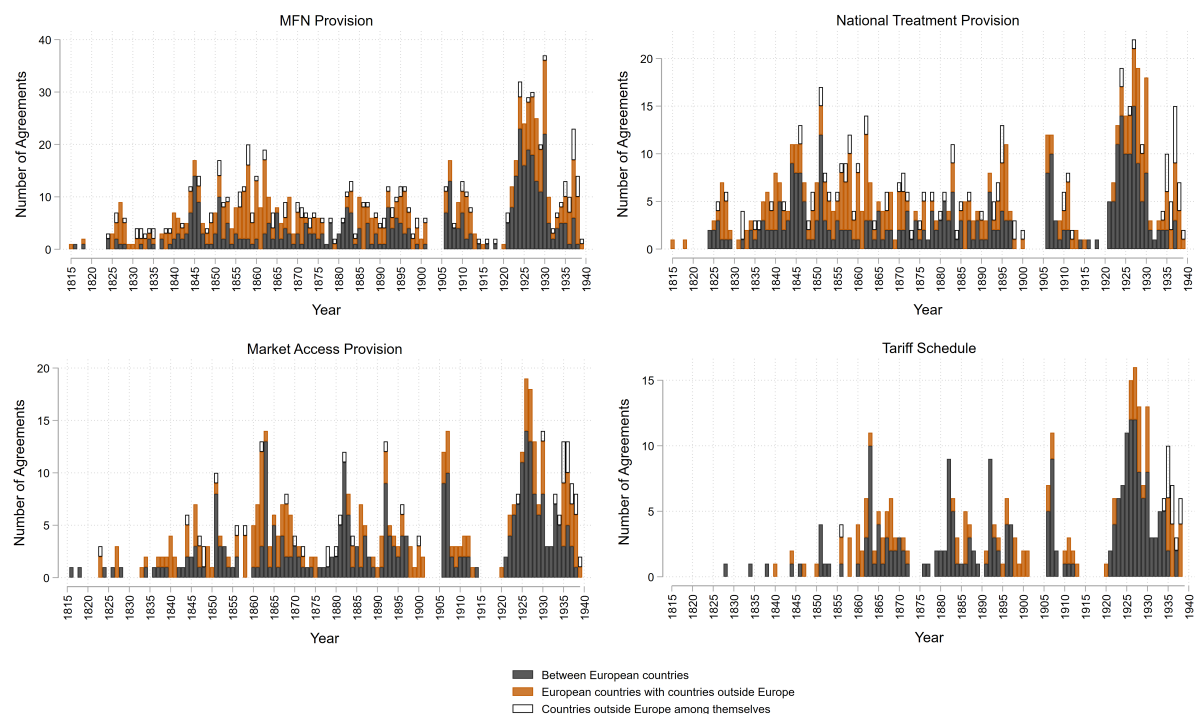 MFN Provision
Number of Agreements
40
30
20
10
0
1815 1820 1825 1830 1835 1840 1845 1850 1855 1860 1865 1870 1875 1880 1885 1890 1895 1900 1905 1910 1915 1920 1925 1930 1935 1940
Year
National Treatment Provision
Number of Agreements
20
15
10
5
0
1815 1820 1825 1830 1835 1840 1845 1850 1855 1860 1865 1870 1875 1880 1885 1890 1895 1900 1905 1910 1915 1920 1925 1930 1935 1940
Year
Market Access Provision
Number of Agreements
20
15
10
5
0
1815 1820 1825 1830 1835 1840 1845 1850 1855 1860 1865 1870 1875 1880 1885 1890 1895 1900 1905 1910 1915 1920 1925 1930 1935 1940
Year
Tariff Schedule
Number of Agreements
15
10
5
0
1815 1820 1825 1830 1835 1840 1845 1850 1855 1860 1865 1870 1875 1880 1885 1890 1895 1900 1905 1910 1915 1920 1925 1930 1935 1940
Year
Between European countries
European countries with countries outside Europe
Countries outside Europe among themselves